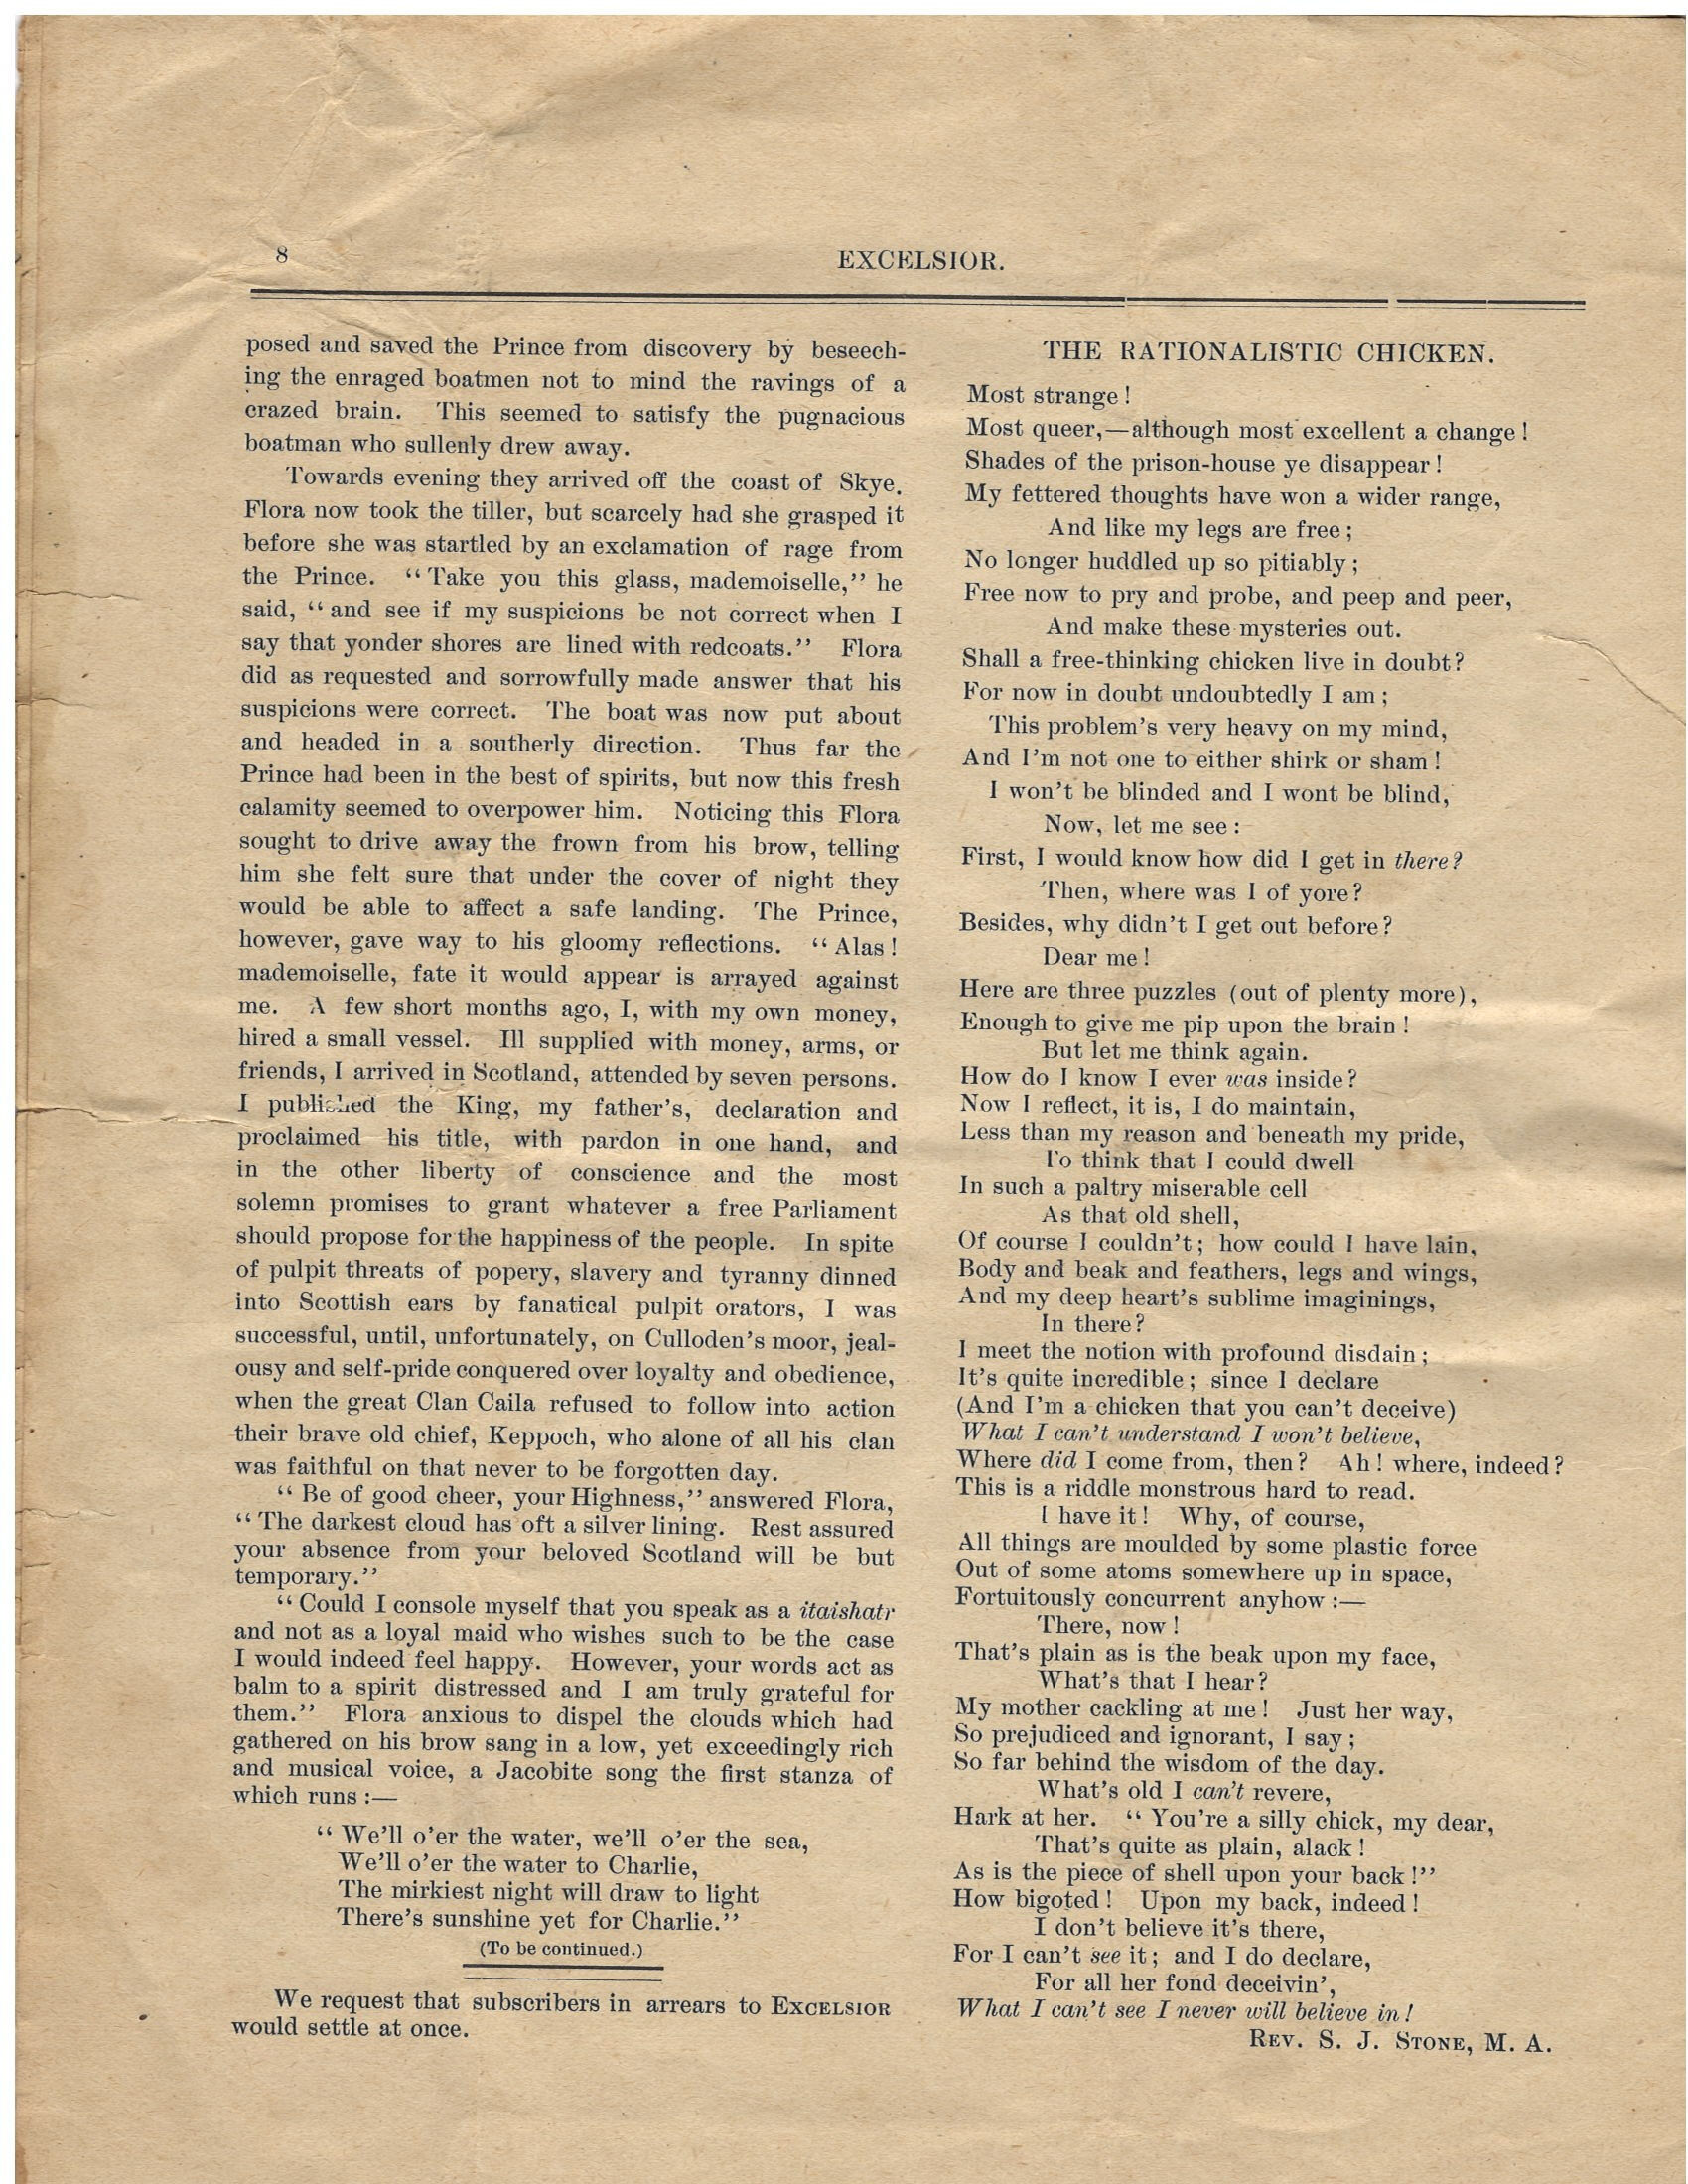 8
EXCELSIOR.
posed and saved the Prince from discovery by beseech-
ing the enraged boatmen not to mind the ravings of a
crazed brain. This seemed to satisfy the pugnacious
boatman who sullenly drew away.
Towards evening they arrived off the coast of Skye.
Flora now took the tiller, but scarcely had she grasped it
before she was startled by an exclamation of rage from
the Prince. “Take you this glass, mademoiselle,” he
said, “and see if my suspicions be not correct when I
say that yonder shores are lined with redcoats.” Flora
did as requested and sorrowfully made answer that his
suspicions were correct. The boat was now put about
and headed in a southerly direction. Thus far the
Prince had been in the best of spirits, but now this fresh
calamity seemed to overpower him. Noticing this Flora
sought to drive away the frown from his brow, telling
him she felt sure that under the cover of night they
would be able to affect a safe landing. The Prince,
however, gave way to his gloomy reflections. “Alas!
mademoiselle, fate it would appear is arrayed against
me. A few short months ago, I, with my own money,
hired a small vessel. Ill supplied with money, arms, or
friends, I arrived in Scotland, attended by seven persons.
I published the King, my father’s, declaration and
proclaimed his title, with pardon in one hand, and
in the other liberty of conscience and the most
solemn promises to grant whatever a free Parliament
should propose for the happiness of the people. In spite
of pulpit threats of popery, slavery and tyranny dinned
into Scottish ears by fanatical pulpit orators, I was
successful, until, unfortunately, on Culloden’s moor, jeal-
ousy and self-pride conquered over loyalty and obedience,
when the great Clan Caila refused to follow into action
their brave old chief, Keppoch, who alone of all his clan
was faithful on that never to be forgotten day.
“Be of good cheer, your Highness,” answered Flora,
“The darkest cloud has oft a silver lining. Rest assured
your absence from your beloved Scotland will be but
temporary.”
“Could I console myself that you speak as a itaishatr
and not as a loyal maid who wishes such to be the case
I would indeed feel happy. However, your words act as
balm to a spirit distressed and I am truly grateful for
them.” Flora anxious to dispel the clouds which had
gathered on his brow sang in a low, yet exceedingly rich
and musical voice, a Jacobite song the first stanza of
which runs :—
“We’ll o’er the water, we’ll o’er the sea,
We’ll o’er the water to Charlie,
The mirkiest night will draw to light
There’s sunshine yet for Charlie.”
(To be continued.)
We request that subscribers in arrears to EXCELSIOR
would settle at once.
THE RATIONALISTIC CHICKEN.
Most strange!
Most queer,—although most excellent a change!
Shades of the prison-house ye disappear!
My fettered thoughts have won a wider range,
And like my legs are free;
No longer huddled up so pitiably;
Free now to pry and probe, and peep and peer,
And make these mysteries out.
Shall a free-thinking chicken live in doubt?
For now in doubt undoubtedly I am;
This problem’s very heavy on my mind,
And I’m not one to either shirk or sham!
I won’t be blinded and I wont be blind,
Now, let me see:
First, I would know how did I get in there?
Then, where was I of yore?
Besides, why didn’t I get out before?
Dear me!
Here are three puzzles (out of plenty more),
Enough to give me pip upon the brain!
But let me think again.
How do I know I ever was inside?
Now I reflect, it is, I do maintain,
Less than my reason and beneath my pride,
To think that I could dwell
In such a paltry miserable cell
As that old shell,
Of course I couldn’t; how could I have lain,
Body and beak and feathers, legs and wings,
And my deep heart’s sublime imaginings,
In there?
I meet the notion with profound disdain;
It’s quite incredible; since I declare
(And I’m a chicken that you can’t deceive)
What I can’t understand I won’t believe,
Where did I come from, then? Ah! where, indeed?
This is a riddle monstrous hard to read.
I have it! Why, of course,
All things are moulded by some plastic force
Out of some atoms somewhere up in space,
Fortuitously concurrent anyhow :—
There, now!
That’s plain as is the beak upon my face,
What’s that I hear?
My mother cackling at me! Just her way,
So prejudiced and ignorant, I say;
So far behind the wisdom of the day.
What’s old I can’t revere,
Hark at her. “You’re a silly chick, my dear,
That’s quite as plain, alack!
As is the piece of shell upon your back!”
How bigoted! Upon my back, indeed!
I don’t believe it’s there,
For I can’t see it; and I do declare,
For all her fond deceivin’,
What I can’t see I never will believe in!
REV. S. J. STONE, M. A.